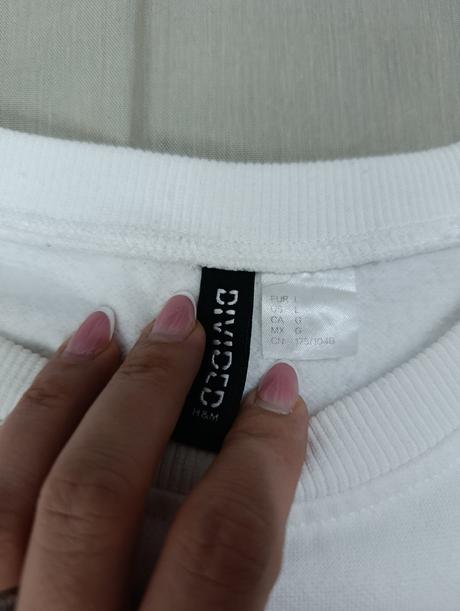 DIVIDED
H&M
EUR L
US L
CA G
MX G
CN 175/104B